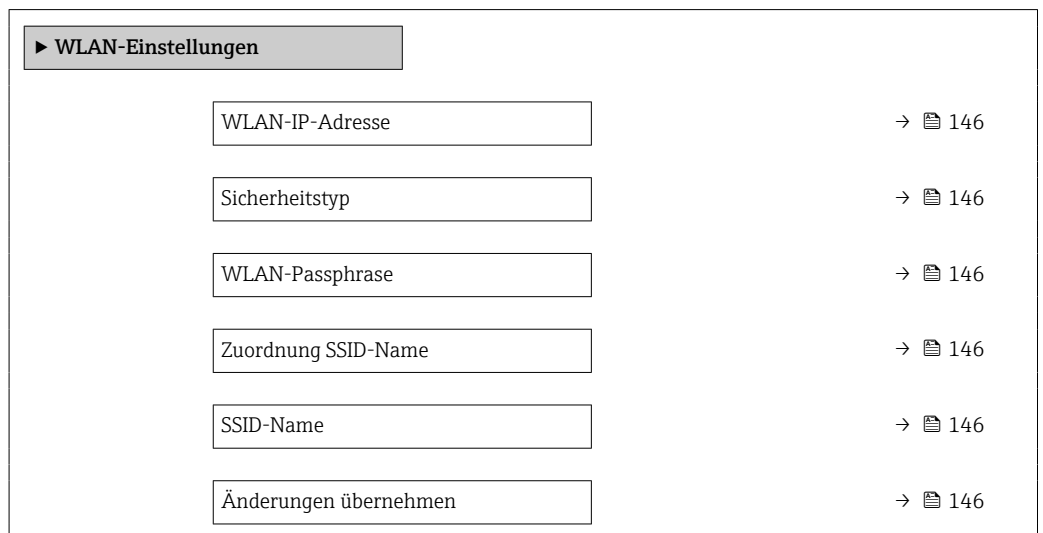 ▶ WLAN-Einstellungen
WLAN-IP-Adresse → 146
Sicherheitstyp → 146
WLAN-Passphrase → 146
Zuordnung SSID-Name → 146
SSID-Name → 146
Änderungen übernehmen → 146